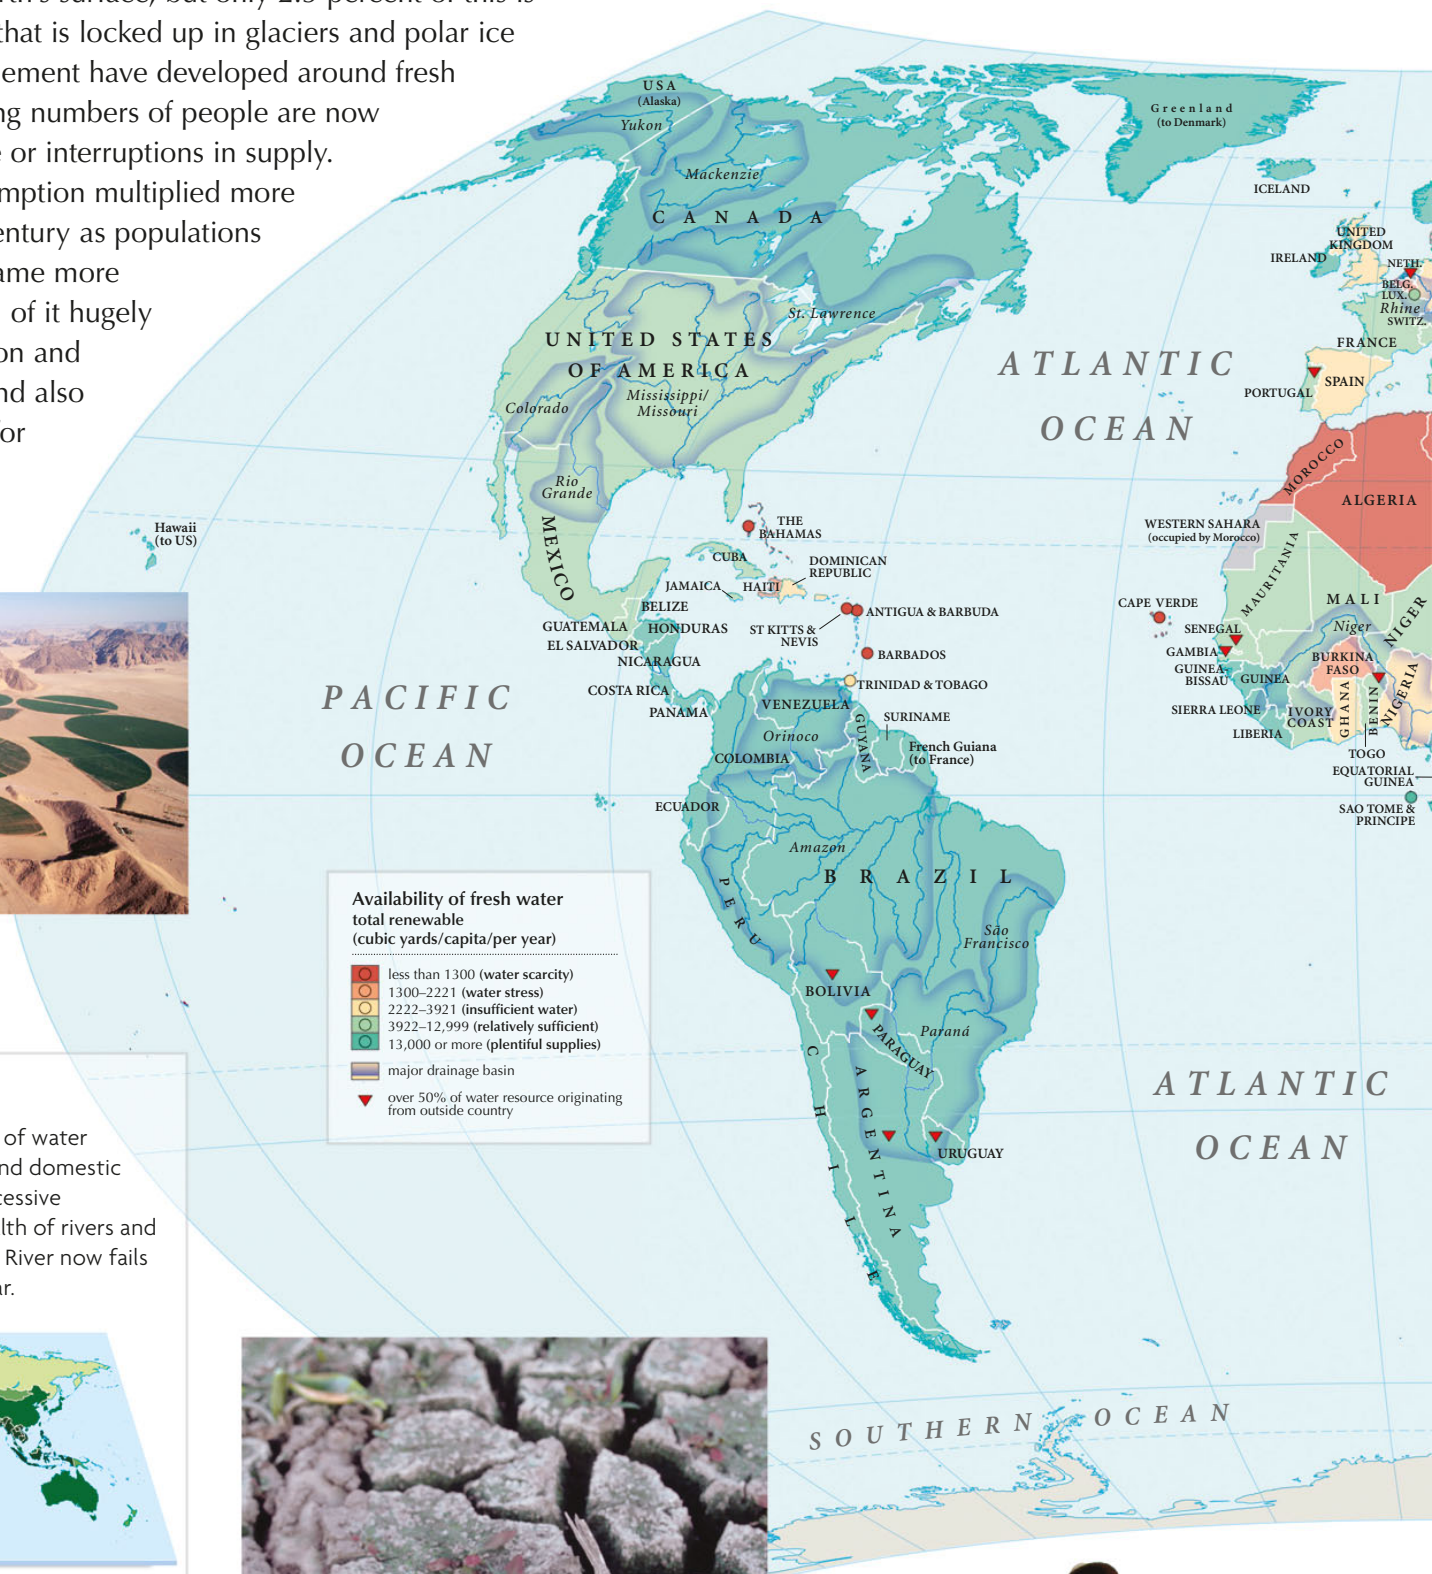 rth's surface, but only 2.5 percent of this is
that is locked up in glaciers and polar ice
ement have developed around fresh
ng numbers of people are now
e or interruptions in supply.
mption multiplied more
entury as populations
ame more
of it hugely
on and
nd also
for
USA
(Alaska)
Yukon
Mackenzie
CANADA
Greenland
(to Denmark)
ICELAND
UNITED
KINGDOM
IRELAND
NETH.
BELG.
LUX.
Rhine
SWITZ.
FRANCE
St. Lawrence
UNITED STATES
OF AMERICA
Mississippi/
Missouri
Colorado
Rio
Grande
ATLANTIC
OCEAN
PORTUGAL
SPAIN
MOROCCO
ALGERIA
WESTERN SAHARA
(occupied by Morocco)
MAURITANIA
MALI
Niger
NIGER
CAPE VERDE
SENEGAL
GAMBIA
GUINEA
BISSAU
GUINEA
BURKINA
FASO
SIERRA LEONE
IVORY
COAST
LIBERIA
GHANA
BENIN
NIGERIA
TOGO
EQUATORIAL
GUINEA
SAO TOME &
PRINCIPE
Hawaii
(to US)
MEXICO
THE
BAHAMAS
CUBA
DOMINICAN
REPUBLIC
JAMAICA
HAITI
BELIZE
ANTIGUA & BARBUDA
GUATEMALA
HONDURAS
ST KITTS &
NEVIS
EL SALVADOR
NICARAGUA
BARBADOS
COSTA RICA
TRINIDAD & TOBAGO
PANAMA
VENEZUELA
SURINAME
Orinoco
GUYANA
French Guiana
(to France)
COLOMBIA
PACIFIC
OCEAN
ECUADOR
Amazon
BRAZIL
PERU
São
Francisco
BOLIVIA
PARAGUAY
Paraná
CHILE
ARGENTINA
URUGUAY
ATLANTIC
OCEAN
SOUTHERN OCEAN
Availability of fresh water
total renewable
(cubic yards/capita/per year)
less than 1300 (water scarcity)
1300–2221 (water stress)
2222–3921 (insufficient water)
3922–12,999 (relatively sufficient)
13,000 or more (plentiful supplies)
major drainage basin
over 50% of water resource originating
from outside country
of water
nd domestic
cessive
lth of rivers and
River now fails
ar.